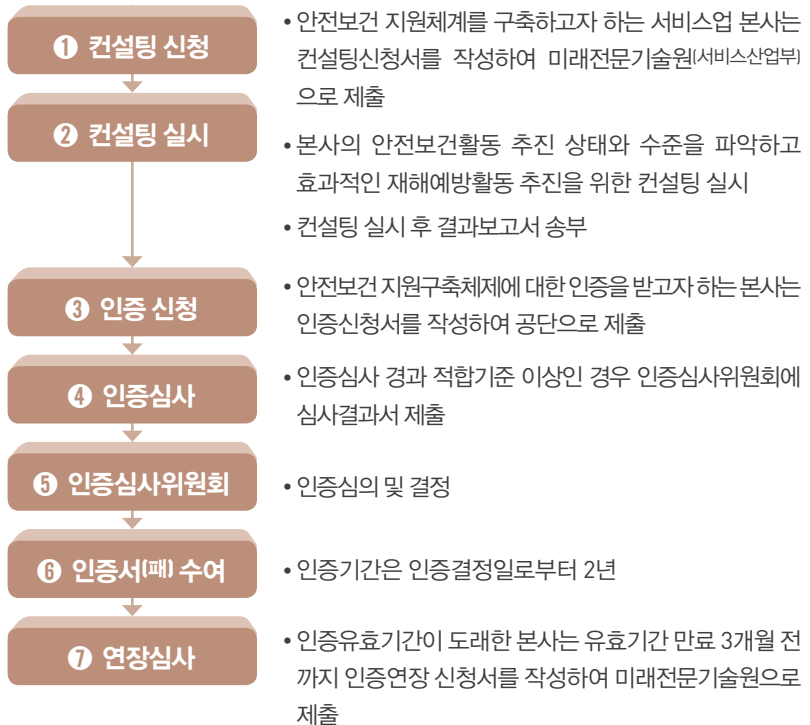 ❶ 컨설팅 신청
• 안전보건 지원체계를 구축하고자 하는 서비스업 본사는
컨설팅신청서를 작성하여 미래전문기술원(서비스산업부)
으로 제출
❷ 컨설팅 실시
• 본사의 안전보건활동 추진 상태와 수준을 파악하고
효과적인 재해예방활동 추진을 위한 컨설팅 실시
• 컨설팅 실시 후 결과보고서 송부
❸ 인증 신청
• 안전보건 지원구축체제에 대한 인증을 받고자 하는 본사는
인증신청서를 작성하여 공단으로 제출
❹ 인증심사
• 인증심사 경과 적합기준 이상인 경우 인증심사위원회에
심사결과서 제출
❺ 인증심사위원회
• 인증심의 및 결정
❻ 인증서(패) 수여
• 인증기간은 인증결정일로부터 2년
❼ 연장심사
• 인증유효기간이 도래한 본사는 유효기간 만료 3개월 전
까지 인증연장 신청서를 작성하여 미래전문기술원으로
제출